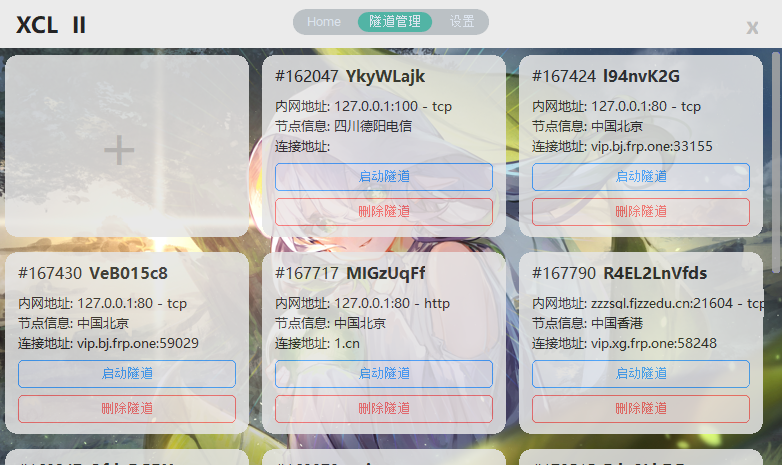 XCL II
Home 隧道管理 设置
x
+
#162047 YkyWLajk
内网地址: 127.0.0.1:100 - tcp
节点信息: 四川德阳电信
连接地址:
启动隧道
删除隧道
#167424 l94nvK2G
内网地址: 127.0.0.1:80 - tcp
节点信息: 中国北京
连接地址: vip.bj.frp.one:33155
启动隧道
删除隧道
#167430 VeB015c8
内网地址: 127.0.0.1:80 - tcp
节点信息: 中国北京
连接地址: vip.bj.frp.one:59029
启动隧道
删除隧道
#167717 MIGzUqFf
内网地址: 127.0.0.1:80 - http
节点信息: 中国北京
连接地址: 1.cn
启动隧道
删除隧道
#167790 R4EL2LnVfds
内网地址: zzzsgl.fjzzedu.cn:21604 - tcp
节点信息: 中国香港
连接地址: vip.xg.frp.one:58248
启动隧道
删除隧道